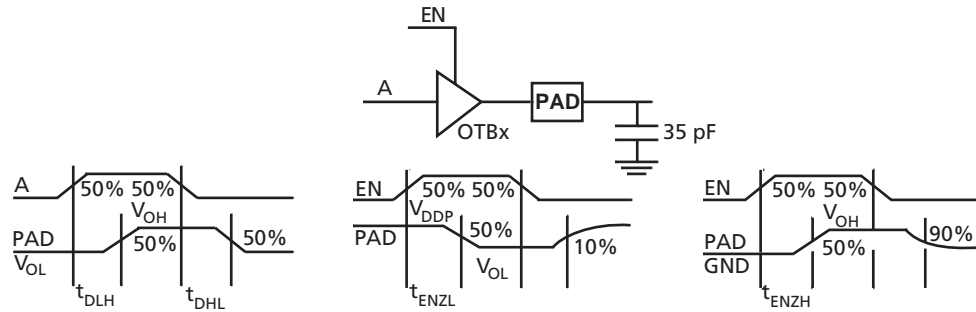 EN
A
PAD
OTBx
35 pF
A
50% 50%
V_OH
PAD
50%
50%
V_OL
t_DLH
t_DHL
EN
50% 50%
V_DDP
PAD
50%
10%
V_OL
t_ENZL
EN
50% 50%
V_OH
PAD
90%
50%
GND
t_ENZH